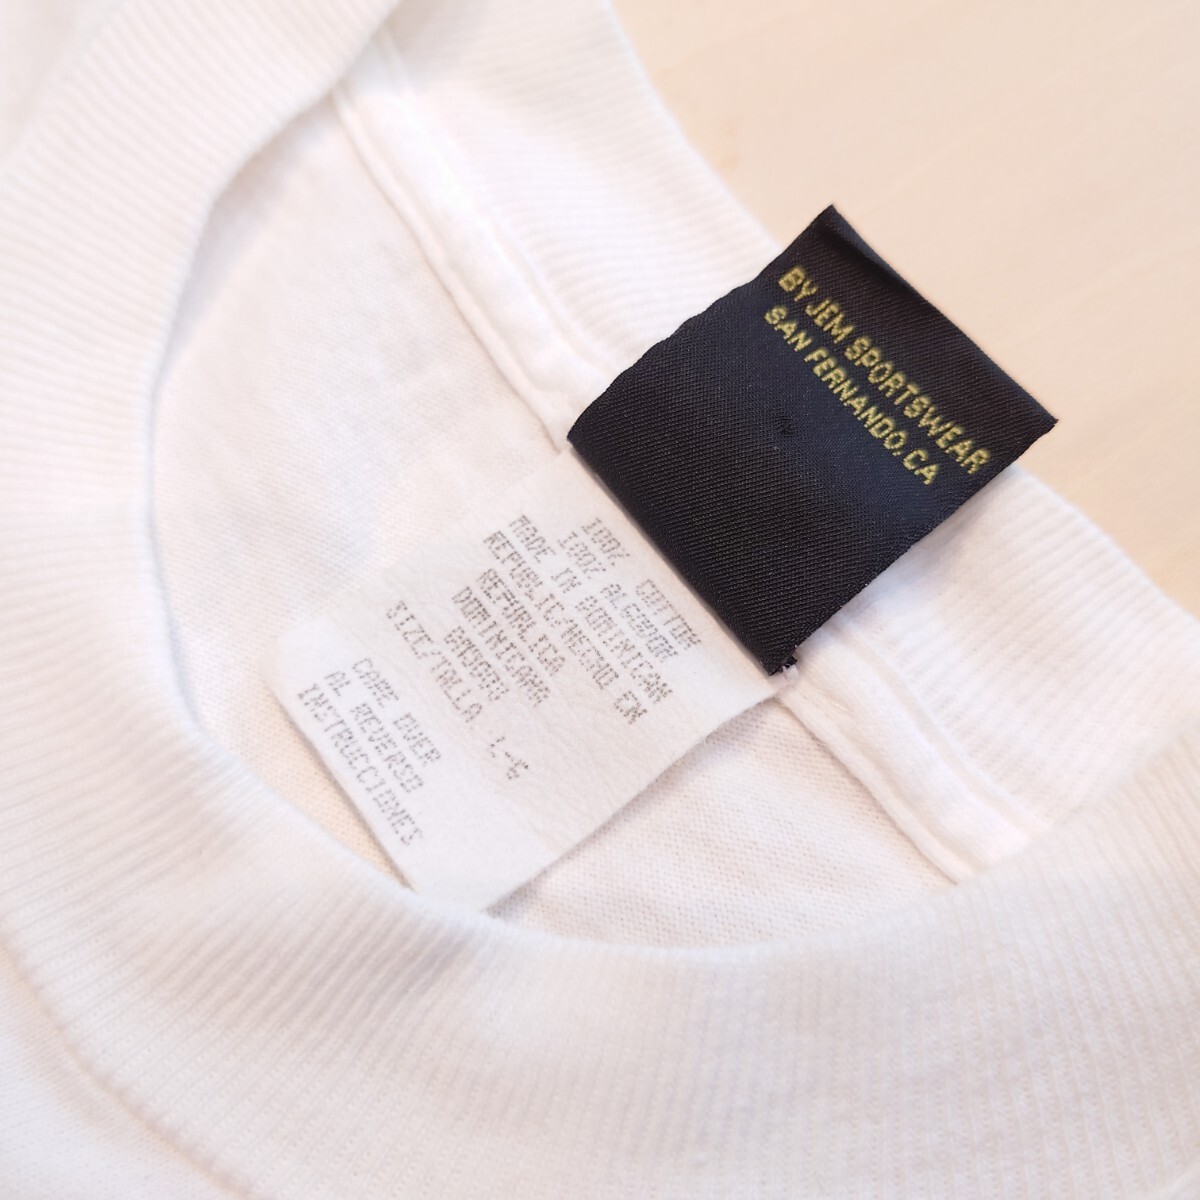 BY JEM SPORTSWEAR
SAN FERNANDO, CA
100% COTTON
100% ALGODON
MADE IN DOMINICAN
REPUBLIC/HECHO EN
REPUBLICA
DOMINICANA
SIZE/TALLA L-G
CARE OVER
AL REVERSO
INSTRUCCIONES